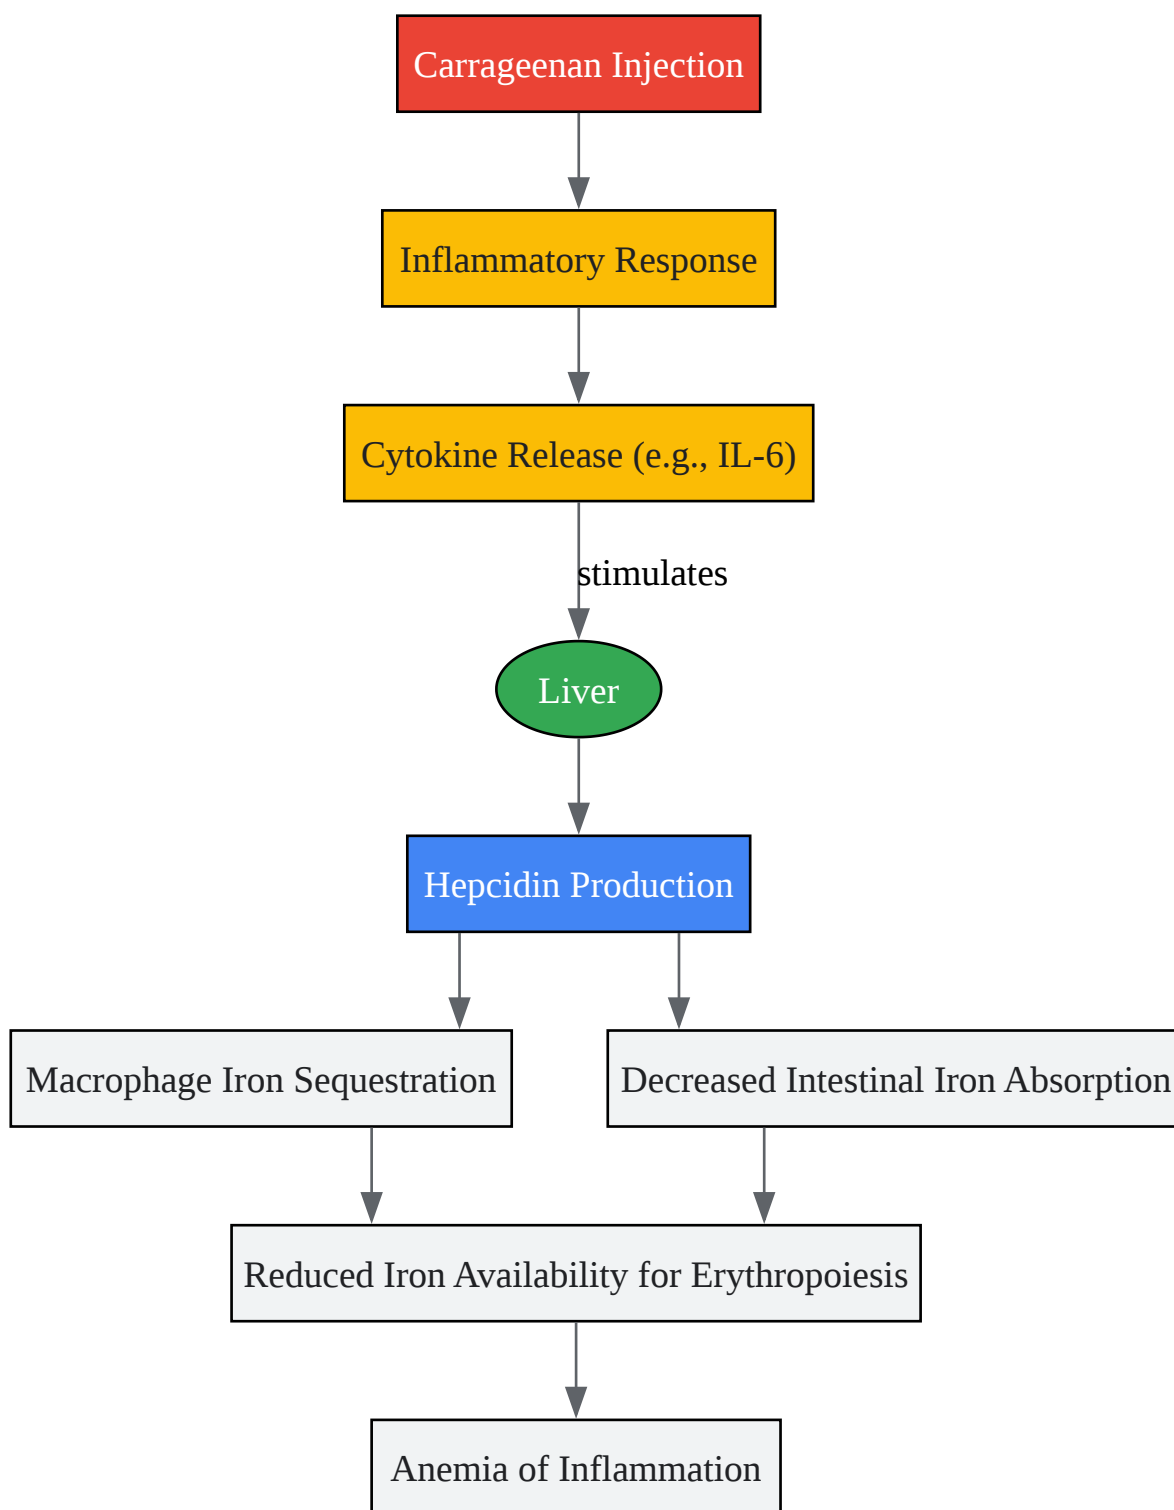 Carrageenan Injection
Inflammatory Response
Cytokine Release (e.g., IL-6)
stimulates
Liver
Hepcidin Production
Macrophage Iron Sequestration
Decreased Intestinal Iron Absorption
Reduced Iron Availability for Erythropoiesis
Anemia of Inflammation